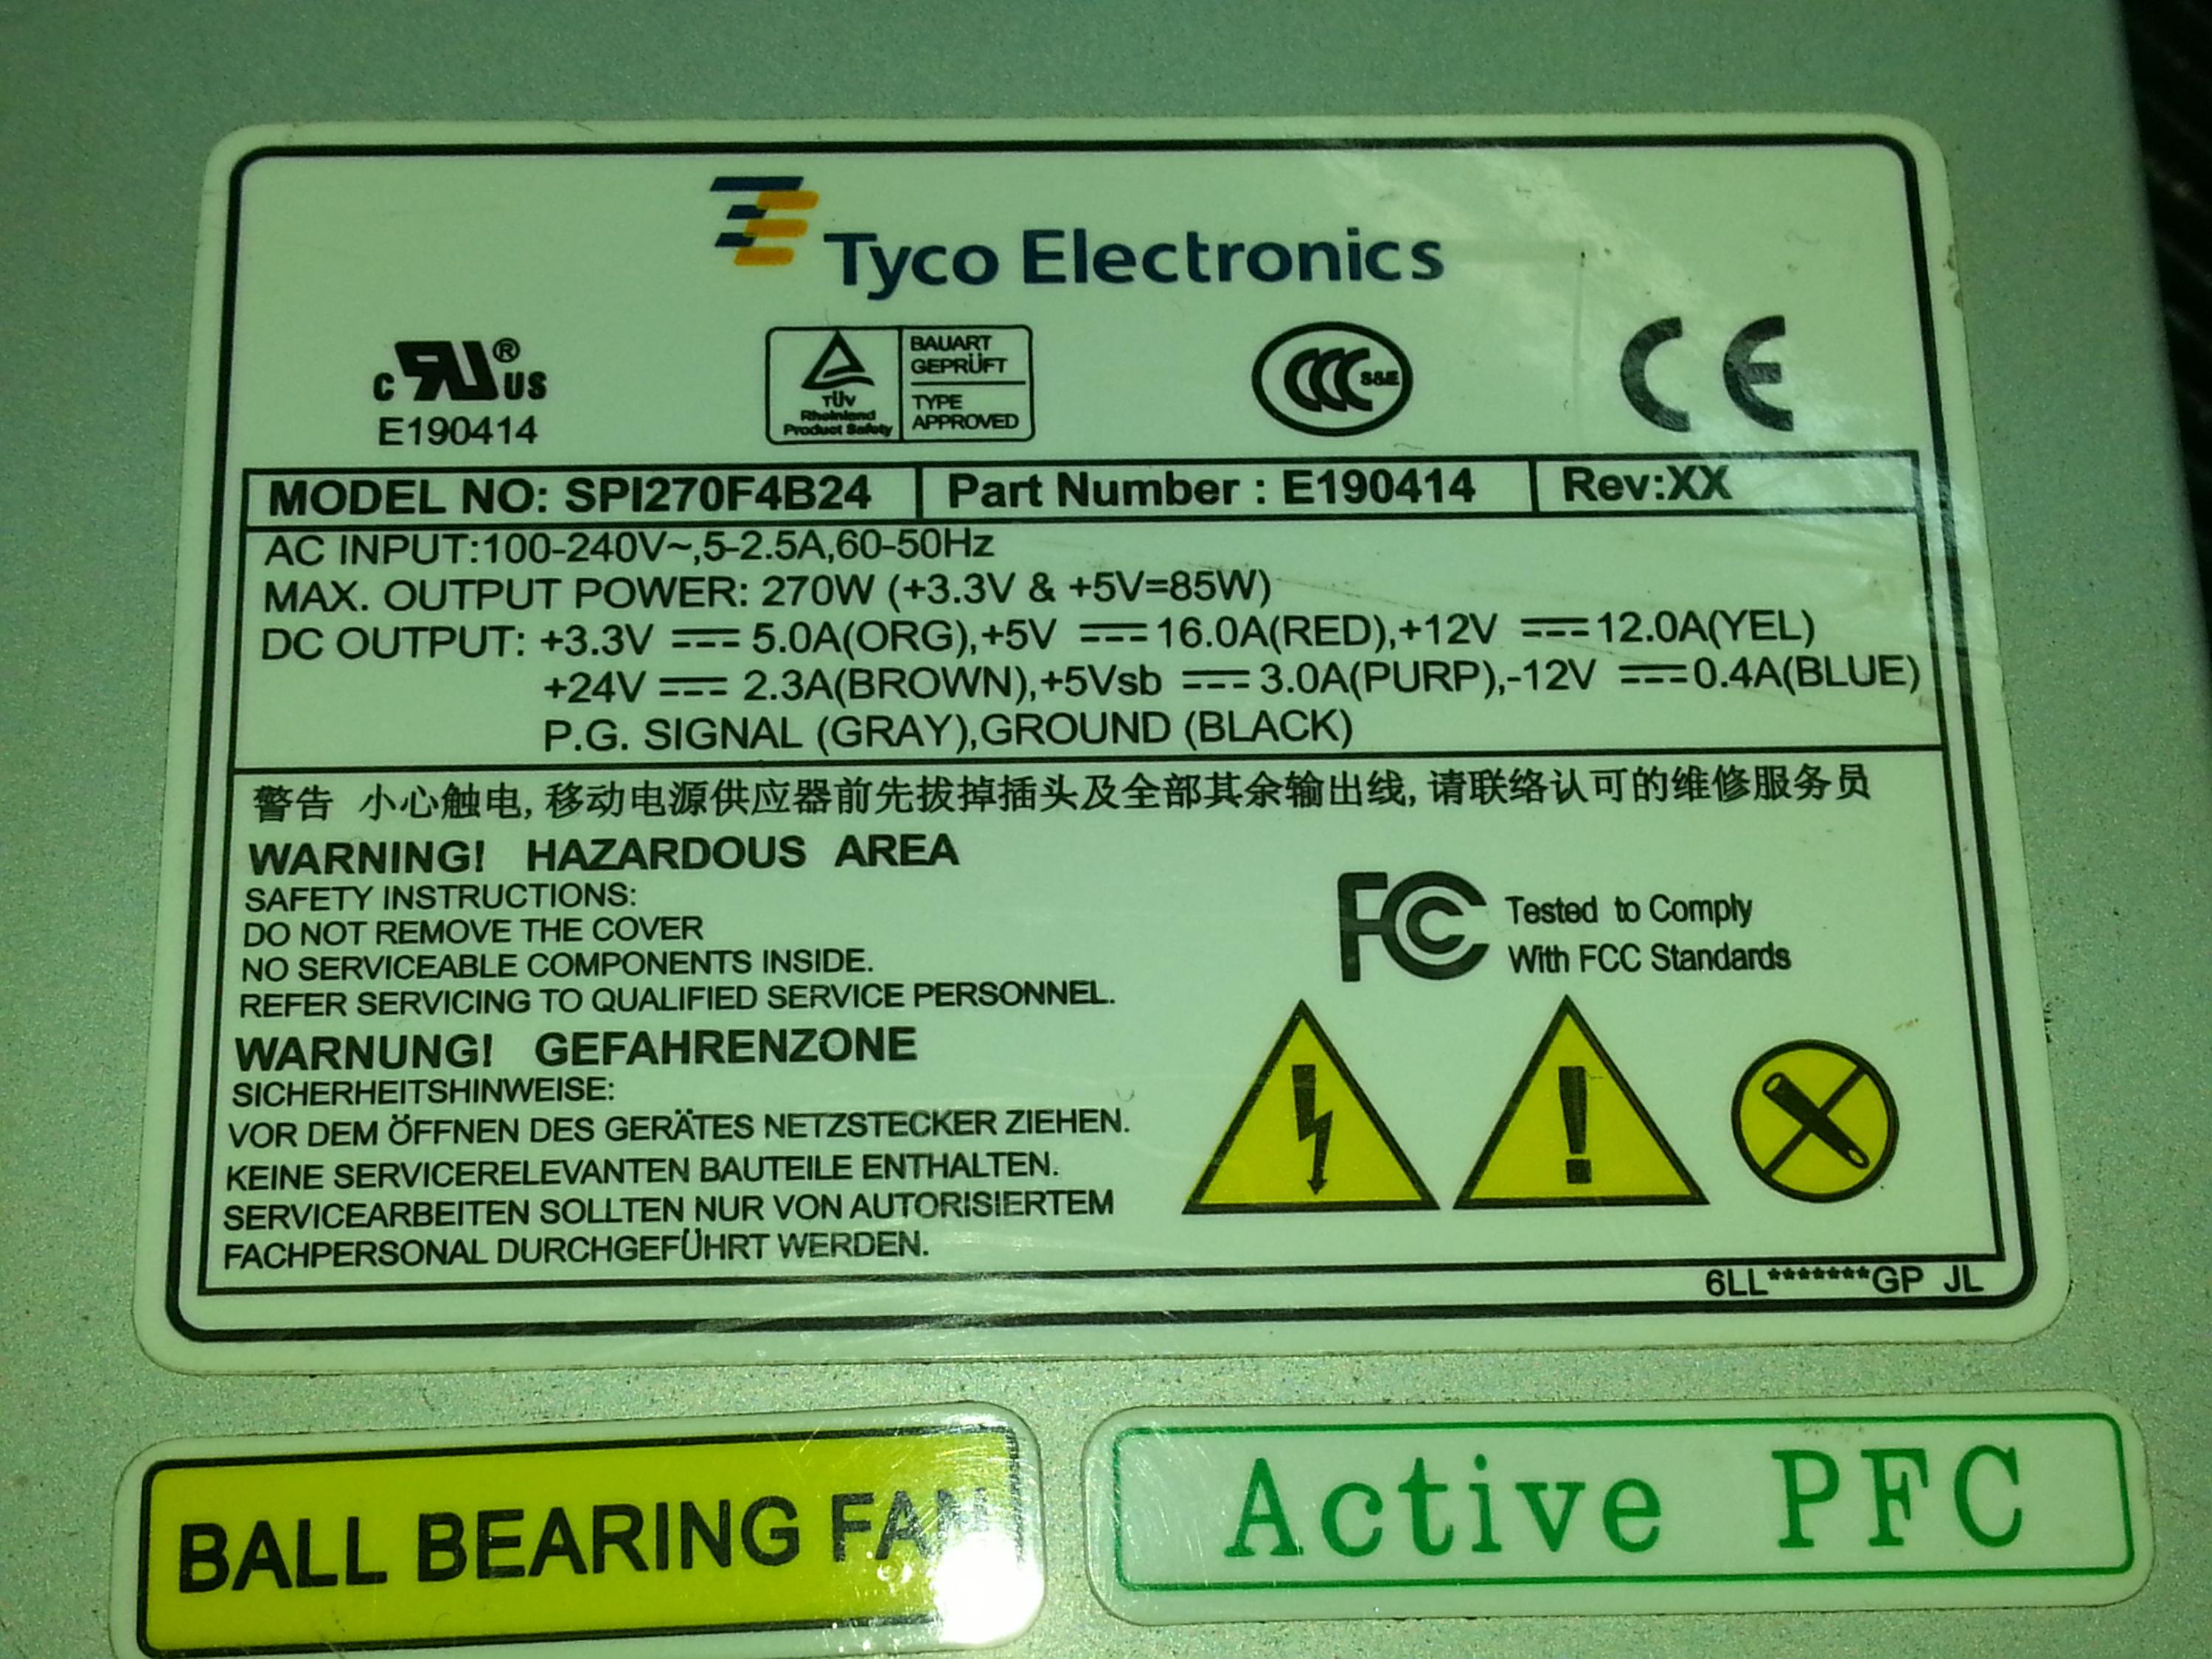 Tyco Electronics
c RU ® US
E190414
TÜV
Rheinland
Product Safety
BAUART
GEPRÜFT
TYPE
APPROVED
CCC S&E
CE
MODEL NO: SPI270F4B24 Part Number : E190414 Rev:XX
AC INPUT:100-240V~,5-2.5A,60-50Hz
MAX. OUTPUT POWER: 270W (+3.3V & +5V=85W)
DC OUTPUT: +3.3V ⎓ 5.0A(ORG),+5V ⎓ 16.0A(RED),+12V ⎓ 12.0A(YEL)
+24V ⎓ 2.3A(BROWN),+5Vsb ⎓ 3.0A(PURP),-12V ⎓ 0.4A(BLUE)
P.G. SIGNAL (GRAY),GROUND (BLACK)
警告 小心触电,移动电源供应器前先拔掉插头及全部其余输出线,请联络认可的维修服务员
WARNING! HAZARDOUS AREA
SAFETY INSTRUCTIONS:
DO NOT REMOVE THE COVER
NO SERVICEABLE COMPONENTS INSIDE.
REFER SERVICING TO QUALIFIED SERVICE PERSONNEL.
FCC Tested to Comply
With FCC Standards
WARNUNG! GEFAHRENZONE
SICHERHEITSHINWEISE:
VOR DEM ÖFFNEN DES GERÄTES NETZSTECKER ZIEHEN.
KEINE SERVICERELEVANTEN BAUTEILE ENTHALTEN.
SERVICEARBEITEN SOLLTEN NUR VON AUTORISIERTEM
FACHPERSONAL DURCHGEFÜHRT WERDEN.
6LL*******GP JL
BALL BEARING FAN
Active PFC